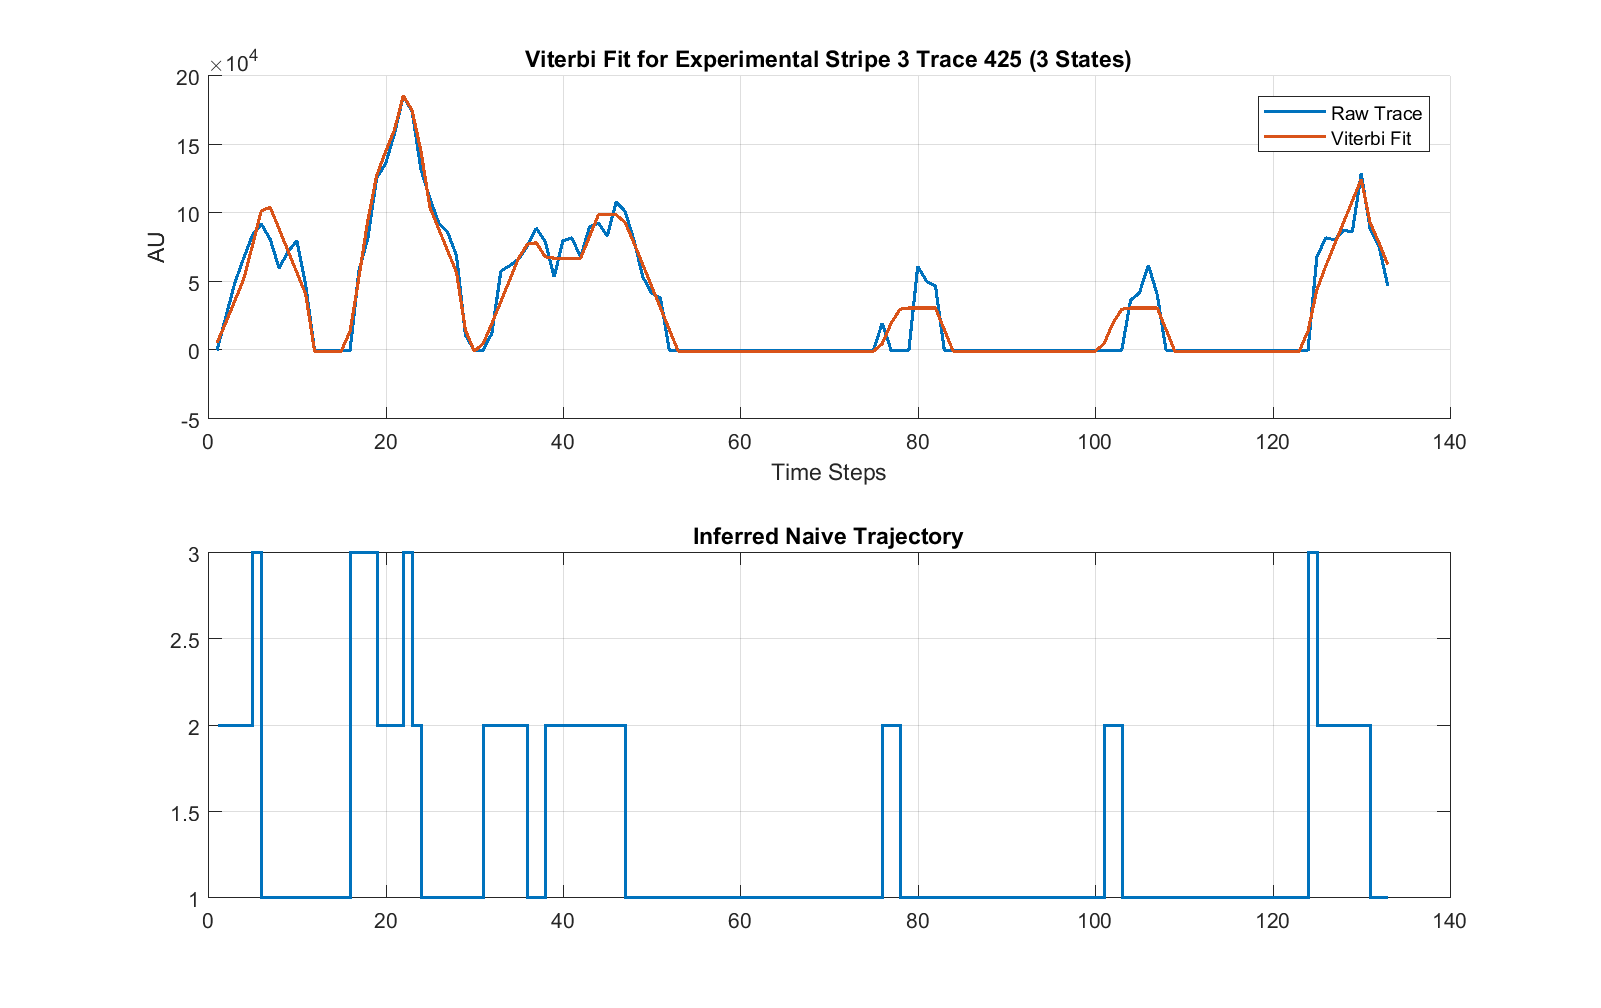 Viterbi Fit for Experimental Stripe 3 Trace 425 (3 States)
×10⁴
20
15
10
5
0
-5
AU
Raw Trace
Viterbi Fit
0 20 40 60 80 100 120 140
Time Steps
Inferred Naive Trajectory
3
2.5
2
1.5
1
0 20 40 60 80 100 120 140